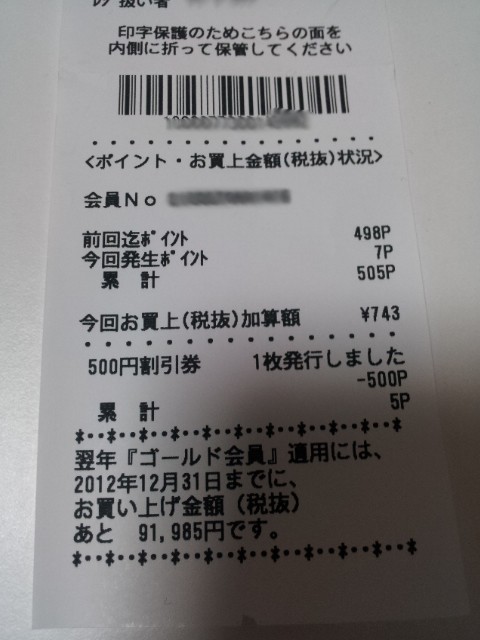 扱い者
印字保護のためこちらの面を
内側に折って保管してください
<ポイント・お買上金額(税抜)状況>
会員No
前回迄ﾎﾟｲﾝﾄ 498P
今回発生ﾎﾟｲﾝﾄ 7P
累 計 505P
今回お買上(税抜)加算額 ¥743
500円割引券 1枚発行しました
-500P
累 計 5P
*‥*‥*‥*‥*‥*‥*‥*‥*‥*‥*
翌年『ゴールド会員』適用には、
2012年12月31日までに、
お買い上げ金額（税抜）
あと 91,985円です。
*‥*‥*‥*‥*‥*‥*‥*‥*‥*‥*